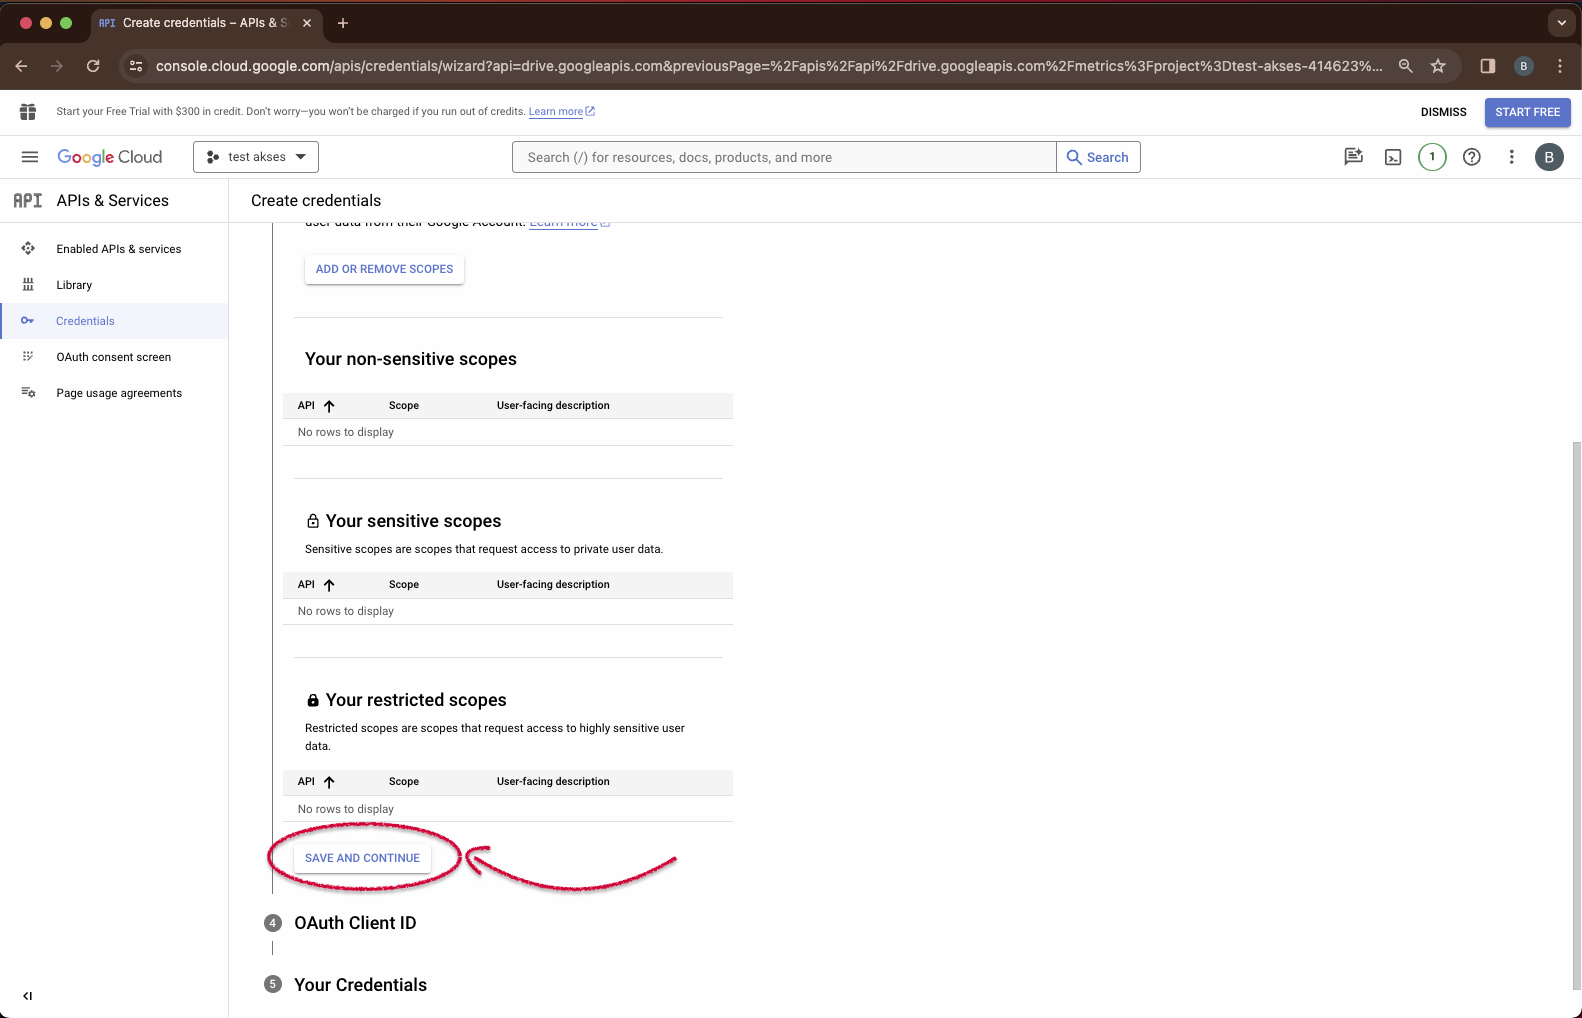 API Create credentials – APIs & S
console.cloud.google.com/apis/credentials/wizard?api=drive.googleapis.com&previousPage=%2Fapis%2Fapi%2Fdrive.googleapis.com%2Fmetrics%3Fproject%3Dtest-akses-414623%... B
Start your Free Trial with $300 in credit. Don't worry—you won't be charged if you run out of credits. Learn more DISMISS START FREE
Google Cloud test akses Search (/) for resources, docs, products, and more Search 1 B
API APIs & Services Create credentials
user data from their Google Account. Learn more
Enabled APIs & services
Library
Credentials
OAuth consent screen
Page usage agreements
ADD OR REMOVE SCOPES
Your non-sensitive scopes
API Scope User-facing description
No rows to display
Your sensitive scopes
Sensitive scopes are scopes that request access to private user data.
API Scope User-facing description
No rows to display
Your restricted scopes
Restricted scopes are scopes that request access to highly sensitive user
data.
API Scope User-facing description
No rows to display
SAVE AND CONTINUE
4 OAuth Client ID
5 Your Credentials